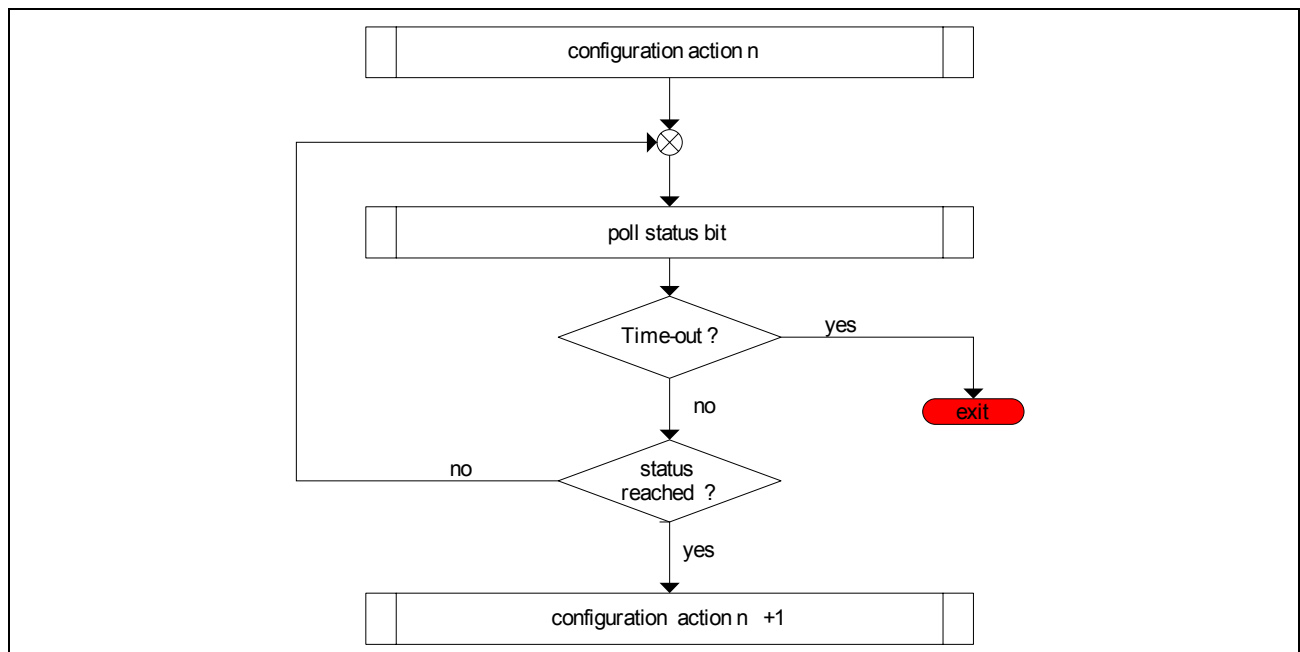 configuration action n
poll status bit
Time-out ?
yes
exit
no
no
status
reached ?
yes
configuration action n +1